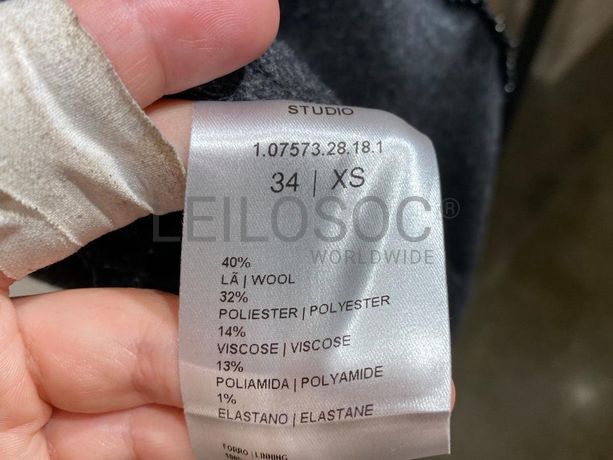 STUDIO
1.07573.28.18.1
34 | XS
LEILOSOC®
WORLDWIDE
40%
LÃ | WOOL
32%
POLIESTER | POLYESTER
14%
VISCOSE | VISCOSE
13%
POLIAMIDA | POLYAMIDE
1%
ELASTANO | ELASTANE
FORRO | LINNING